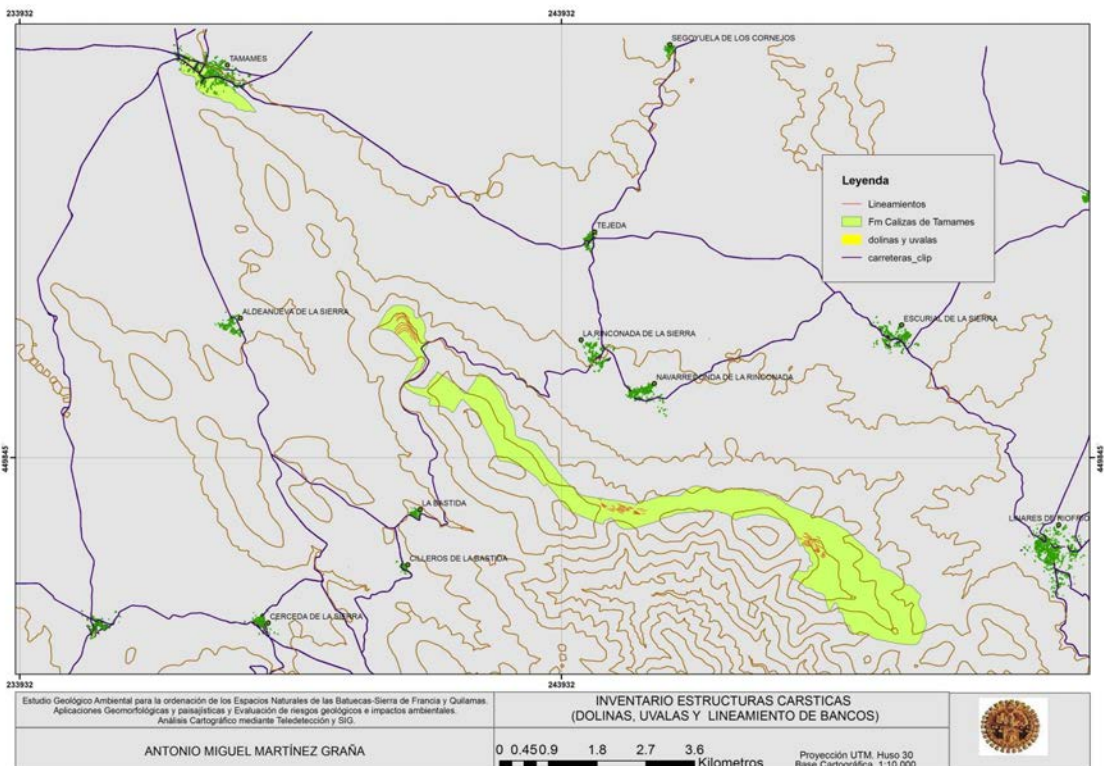 233932
243932
SEGOYUELA DE LOS CORNEJOS
TAMAMES
Leyenda
Lineamientos
Fm Calizas de Tamames
dolinas y uvalas
carreteras_clip
TEJEDA
ALDEANUEVA DE LA SIERRA
LA RINCONADA DE LA SIERRA
ESCURIAL DE LA SIERRA
NAVARREDONDA DE LA RINCONADA
449845
449845
LA BASTIDA
LINARES DE RIOFRIO
CILLEROS DE LA BASTIDA
CERCEDA DE LA SIERRA
233932
243932
Estudio Geológico Ambiental para la ordenación de los Espacios Naturales de las Batuecas-Sierra de Francia y Quilamas.
Aplicaciones Geomorfológicas y paisajísticas y Evaluación de riesgos geológicos e impactos ambientales.
Análisis Cartográfico mediante Teledetección y SIG.
INVENTARIO ESTRUCTURAS CARSTICAS
(DOLINAS, UVALAS Y LINEAMIENTO DE BANCOS)
ANTONIO MIGUEL MARTÍNEZ GRAÑA
0 0.45 0.9 1.8 2.7 3.6
Kilometros
Proyección UTM. Huso 30
Base Cartográfica 1:10.000